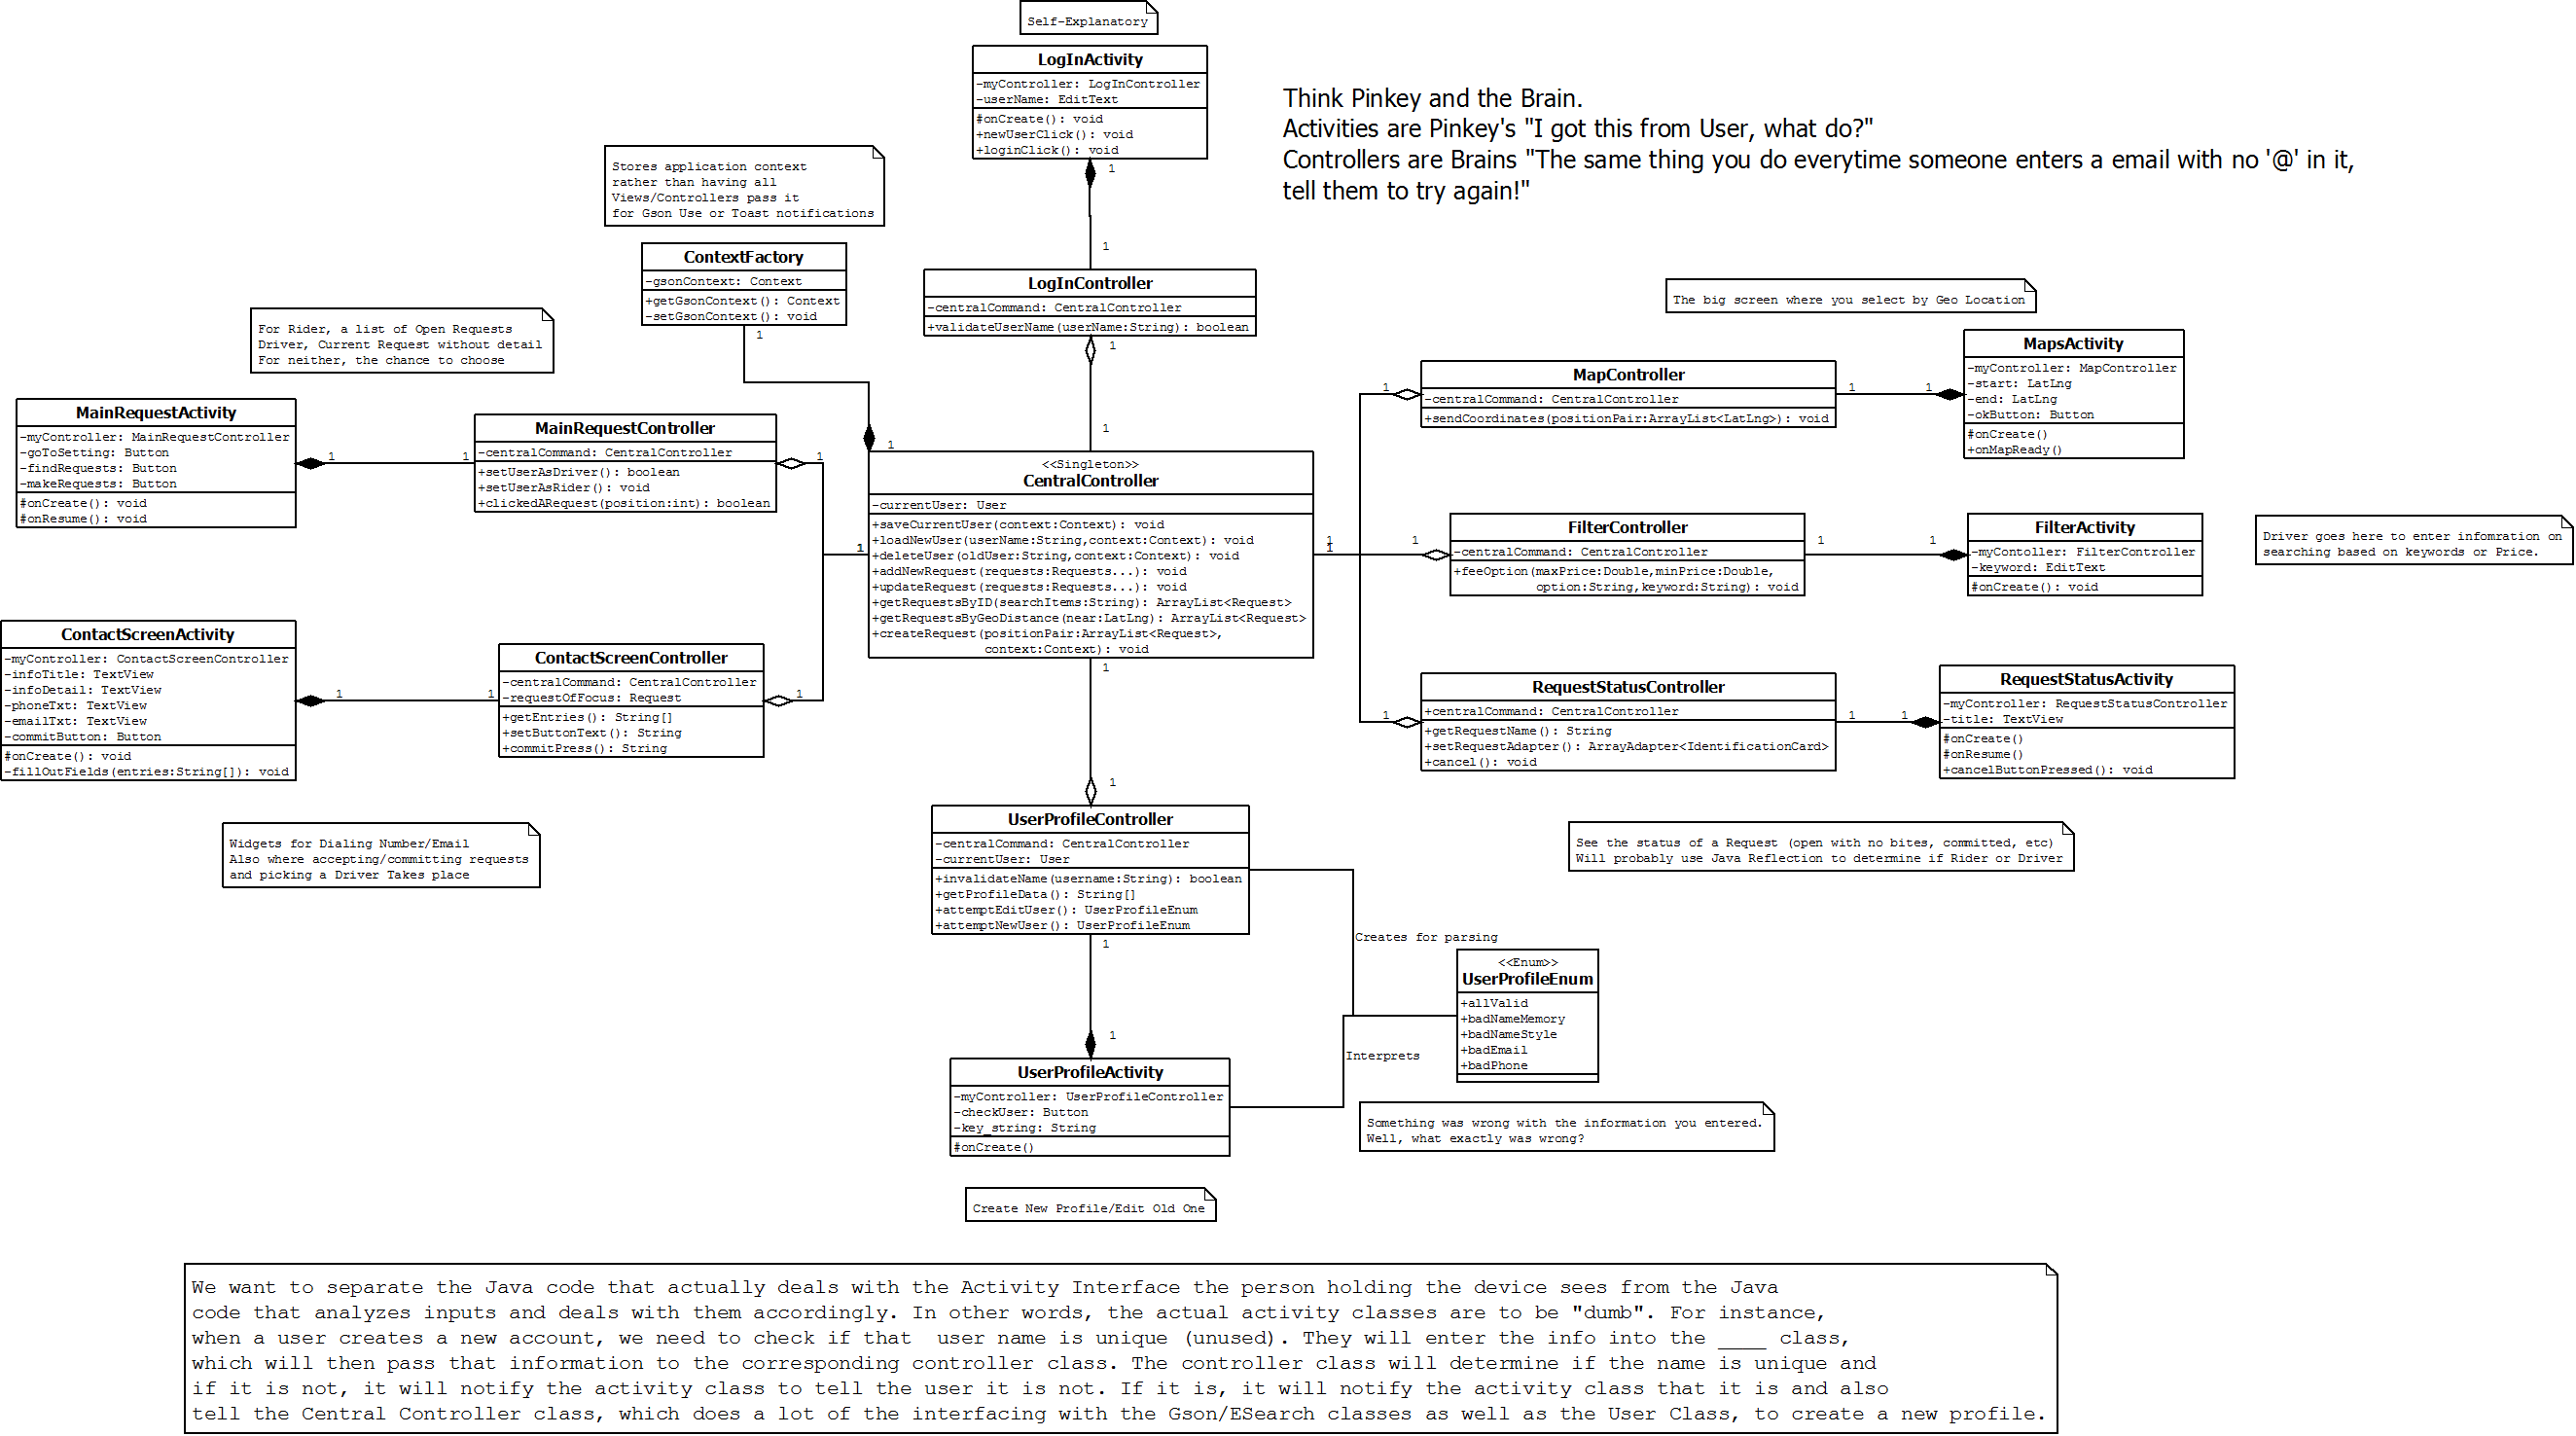 Self-Explanatory
LogInActivity
-myController: LogInController
-userName: EditText
#onCreate(): void
+newUserClick(): void
+loginClick(): void
1
Think Pinkey and the Brain.
Activities are Pinkey's "I got this from User, what do?"
Controllers are Brains "The same thing you do everytime someone enters a email with no '@' in it,
tell them to try again!"
Stores application context
rather than having all
Views/Controllers pass it
for Gson Use or Toast notifications
ContextFactory
-gsonContext: Context
+getGsonContext(): Context
-setGsonContext(): void
1
1
1
LogInController
-centralCommand: CentralController
+validateUserName(userName:String): boolean
1
1
For Rider, a list of Open Requests
Driver, Current Request without detail
For neither, the chance to choose
MainRequestActivity
-myController: MainRequestController
-goToSetting: Button
-findRequests: Button
-makeRequests: Button
#onCreate(): void
#onResume(): void
1
1
MainRequestController
-centralCommand: CentralController
+setUserAsDriver(): boolean
+setUserAsRider(): void
+clickedARequest(position:int): boolean
1
1
<<Singleton>>
CentralController
-currentUser: User
+saveCurrentUser(context:Context): void
+loadNewUser(userName:String,context:Context): void
+deleteUser(oldUser:String,context:Context): void
+addNewRequest(requests:Requests...): void
+updateRequest(requests:Requests...): void
+getRequestsByID(searchItems:String): ArrayList<Request>
+getRequestsByGeoDistance(near:LatLng): ArrayList<Request>
+createRequest(positionPair:ArrayList<Request>,
context:Context): void
1
1
1
The big screen where you select by Geo Location
1
MapController
-centralCommand: CentralController
+sendCoordinates(positionPair:ArrayList<LatLng>): void
1
1
MapsActivity
-myController: MapController
-start: LatLng
-end: LatLng
-okButton: Button
#onCreate()
+onMapReady()
1
FilterController
-centralCommand: CentralController
+feeOption(maxPrice:Double,minPrice:Double,
option:String,keyword:String): void
1
1
FilterActivity
-myContoller: FilterController
-keyword: EditText
#onCreate(): void
Driver goes here to enter infomration on
searching based on keywords or Price.
ContactScreenActivity
-myController: ContactScreenController
-infoTitle: TextView
-infoDetail: TextView
-phoneTxt: TextView
-emailTxt: TextView
-commitButton: Button
#onCreate(): void
-fillOutFields(entries:String[]): void
1
1
ContactScreenController
-centralCommand: CentralController
-requestOfFocus: Request
+getEntries(): String[]
+setButtonText(): String
+commitPress(): String
1
1
RequestStatusController
+centralCommand: CentralController
+getRequestName(): String
+setRequestAdapter(): ArrayAdapter<IdentificationCard>
+cancel(): void
1
1
RequestStatusActivity
-myController: RequestStatusController
-title: TextView
#onCreate()
#onResume()
+cancelButtonPressed(): void
Widgets for Dialing Number/Email
Also where accepting/committing requests
and picking a Driver Takes place
1
UserProfileController
-centralCommand: CentralController
-currentUser: User
+invalidateName(username:String): boolean
+getProfileData(): String[]
+attemptEditUser(): UserProfileEnum
+attemptNewUser(): UserProfileEnum
1
See the status of a Request (open with no bites, committed, etc)
Will probably use Java Reflection to determine if Rider or Driver
Creates for parsing
<<Enum>>
UserProfileEnum
+allValid
+badNameMemory
+badNameStyle
+badEmail
+badPhone
Interprets
1
UserProfileActivity
-myController: UserProfileController
-checkUser: Button
-key_string: String
#onCreate()
Something was wrong with the information you entered.
Well, what exactly was wrong?
Create New Profile/Edit Old One
We want to separate the Java code that actually deals with the Activity Interface the person holding the device sees from the Java
code that analyzes inputs and deals with them accordingly. In other words, the actual activity classes are to be "dumb". For instance,
when a user creates a new account, we need to check if that  user name is unique (unused). They will enter the info into the ____ class,
which will then pass that information to the corresponding controller class. The controller class will determine if the name is unique and
if it is not, it will notify the activity class to tell the user it is not. If it is, it will notify the activity class that it is and also
tell the Central Controller class, which does a lot of the interfacing with the Gson/ESearch classes as well as the User Class, to create a new profile.